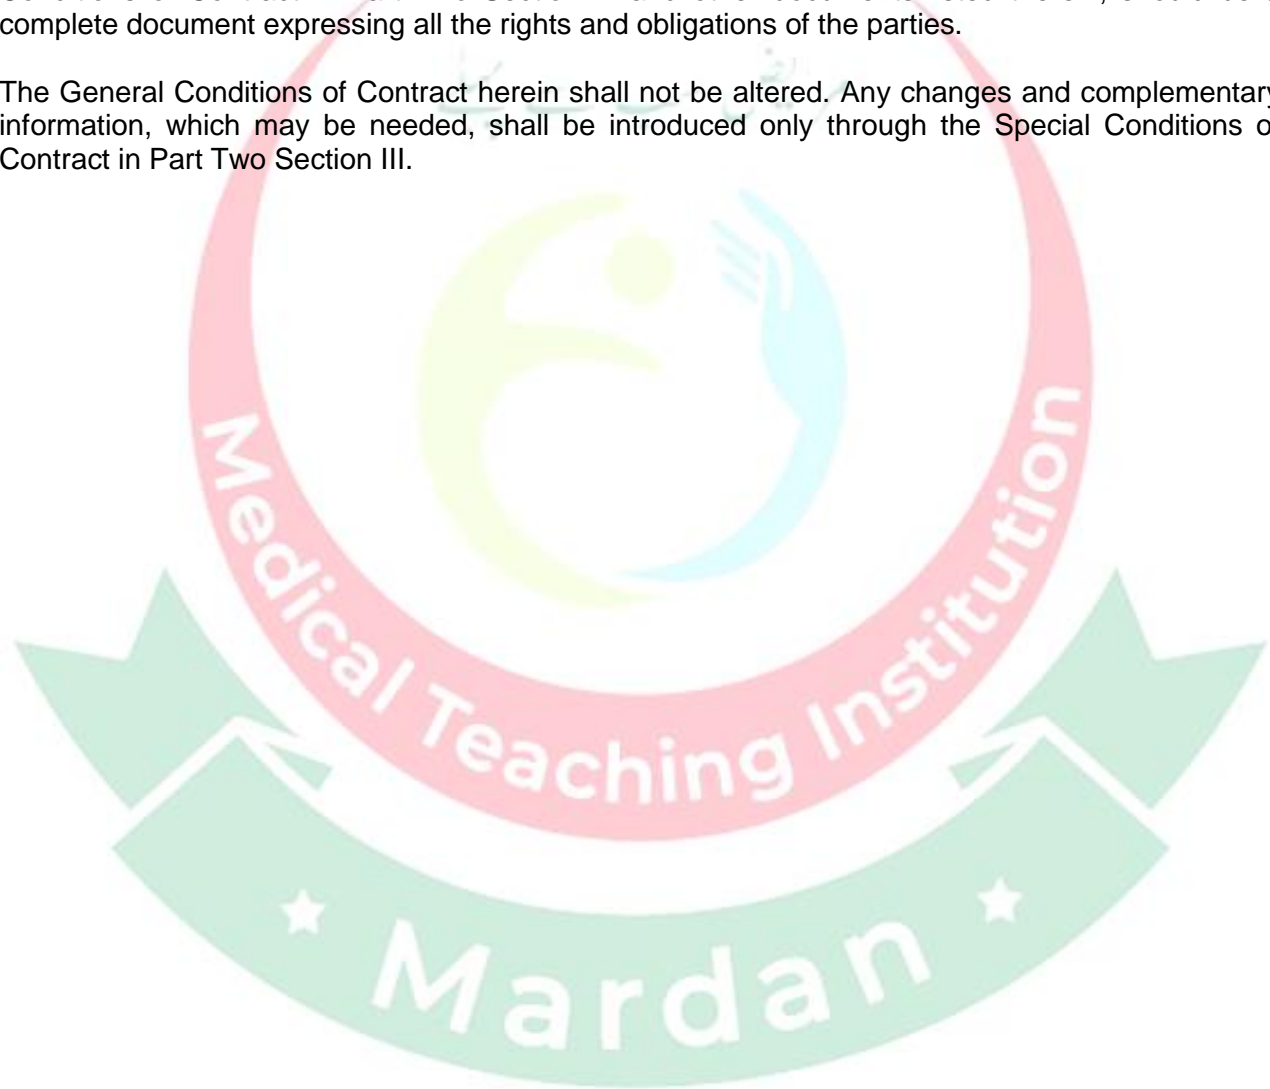 complete document expressing all the rights and obligations of the parties.
The General Conditions of Contract herein shall not be altered. Any changes and complementary
information, which may be needed, shall be introduced only through the Special Conditions o
Contract in Part Two Section III.
Medical Teaching Institution
Mardan